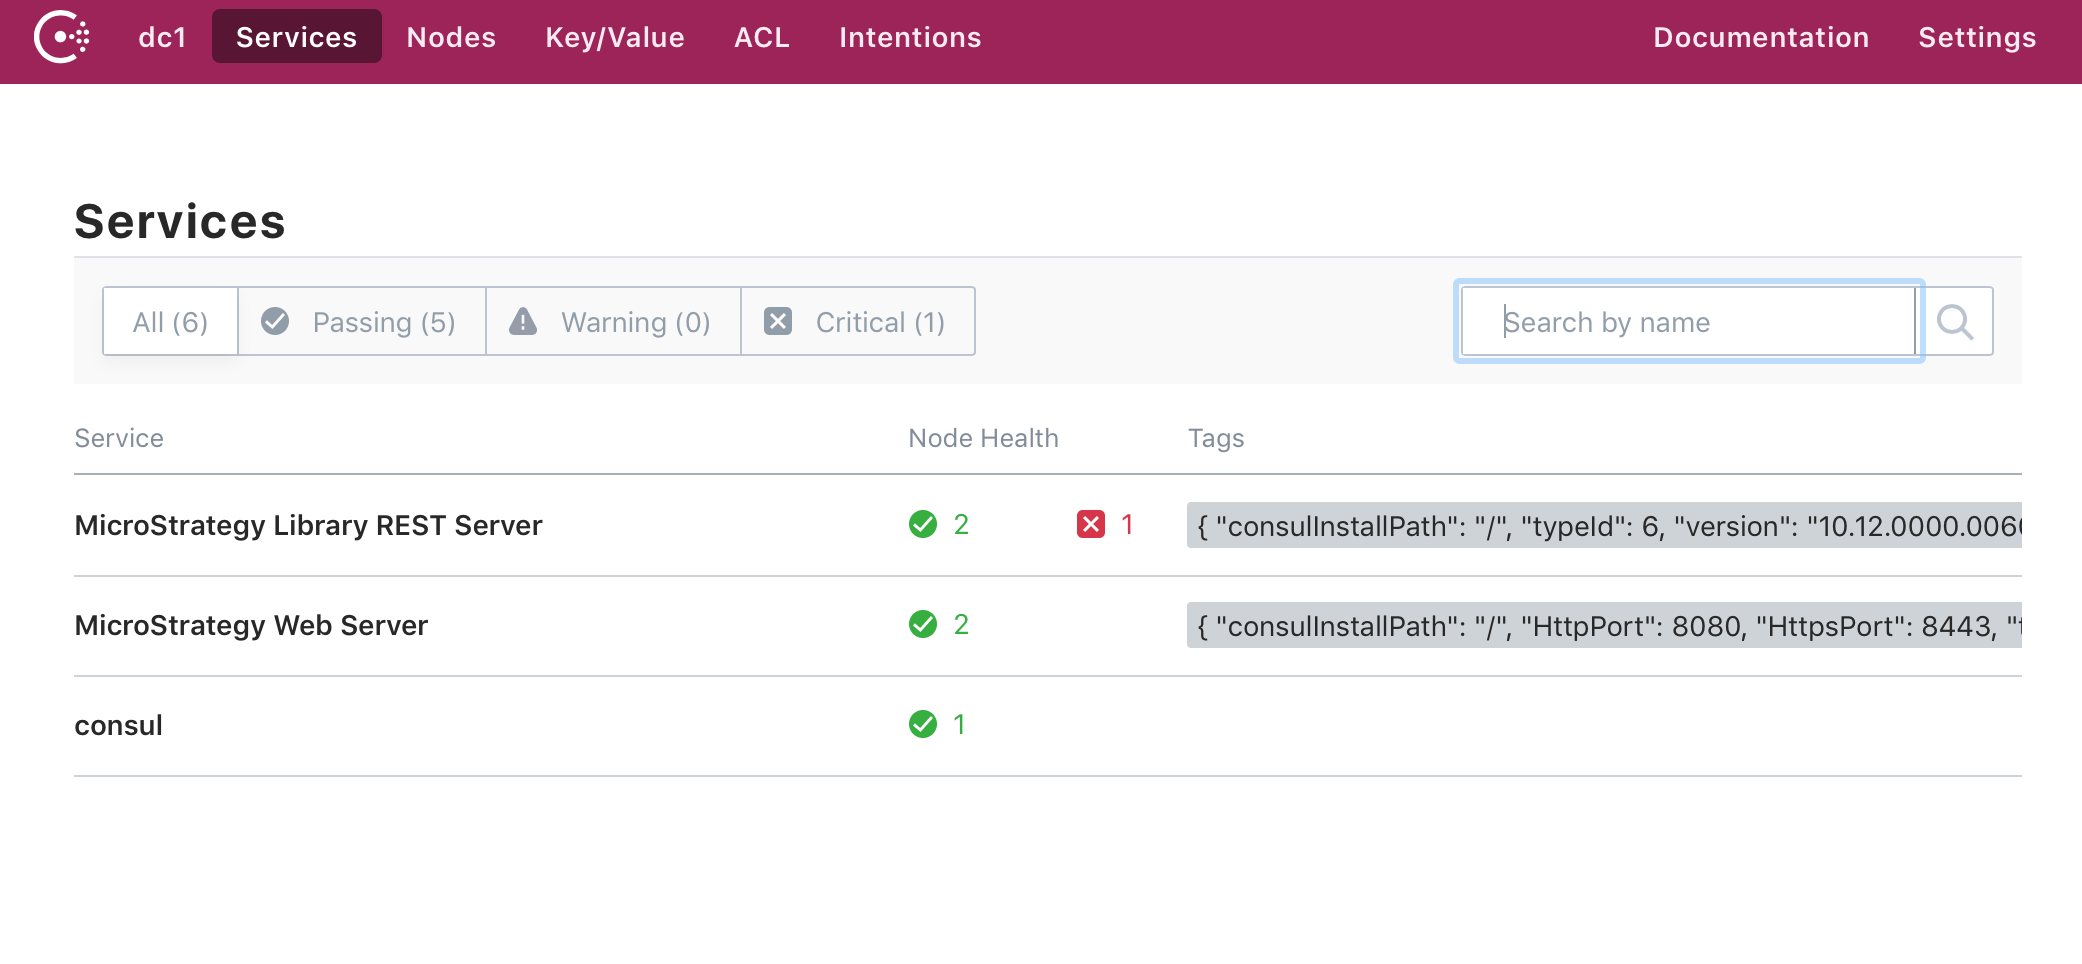 dc1 Services Nodes Key/Value ACL Intentions Documentation Settings
Services
All (6) Passing (5) Warning (0) Critical (1) Search by name
Service Node Health Tags
MicroStrategy Library REST Server 2 1 { "consulInstallPath": "/", "typeId": 6, "version": "10.12.0000.006
MicroStrategy Web Server 2 { "consulInstallPath": "/", "HttpPort": 8080, "HttpsPort": 8443, "t
consul 1